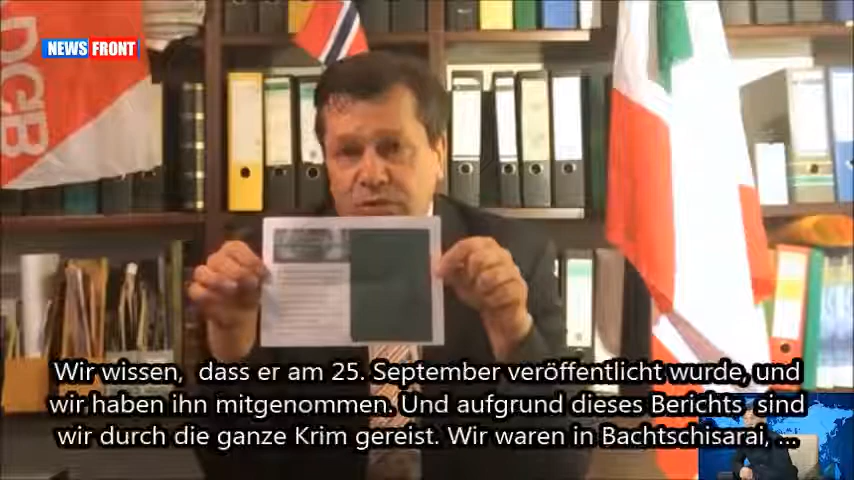 NEWS FRONT
DGB
Wir wissen, dass er am 25. September veröffentlicht wurde, und
wir haben ihn mitgenommen. Und aufgrund dieses Berichts sind
wir durch die ganze Krim gereist. Wir waren in Bachtschisarai, ...